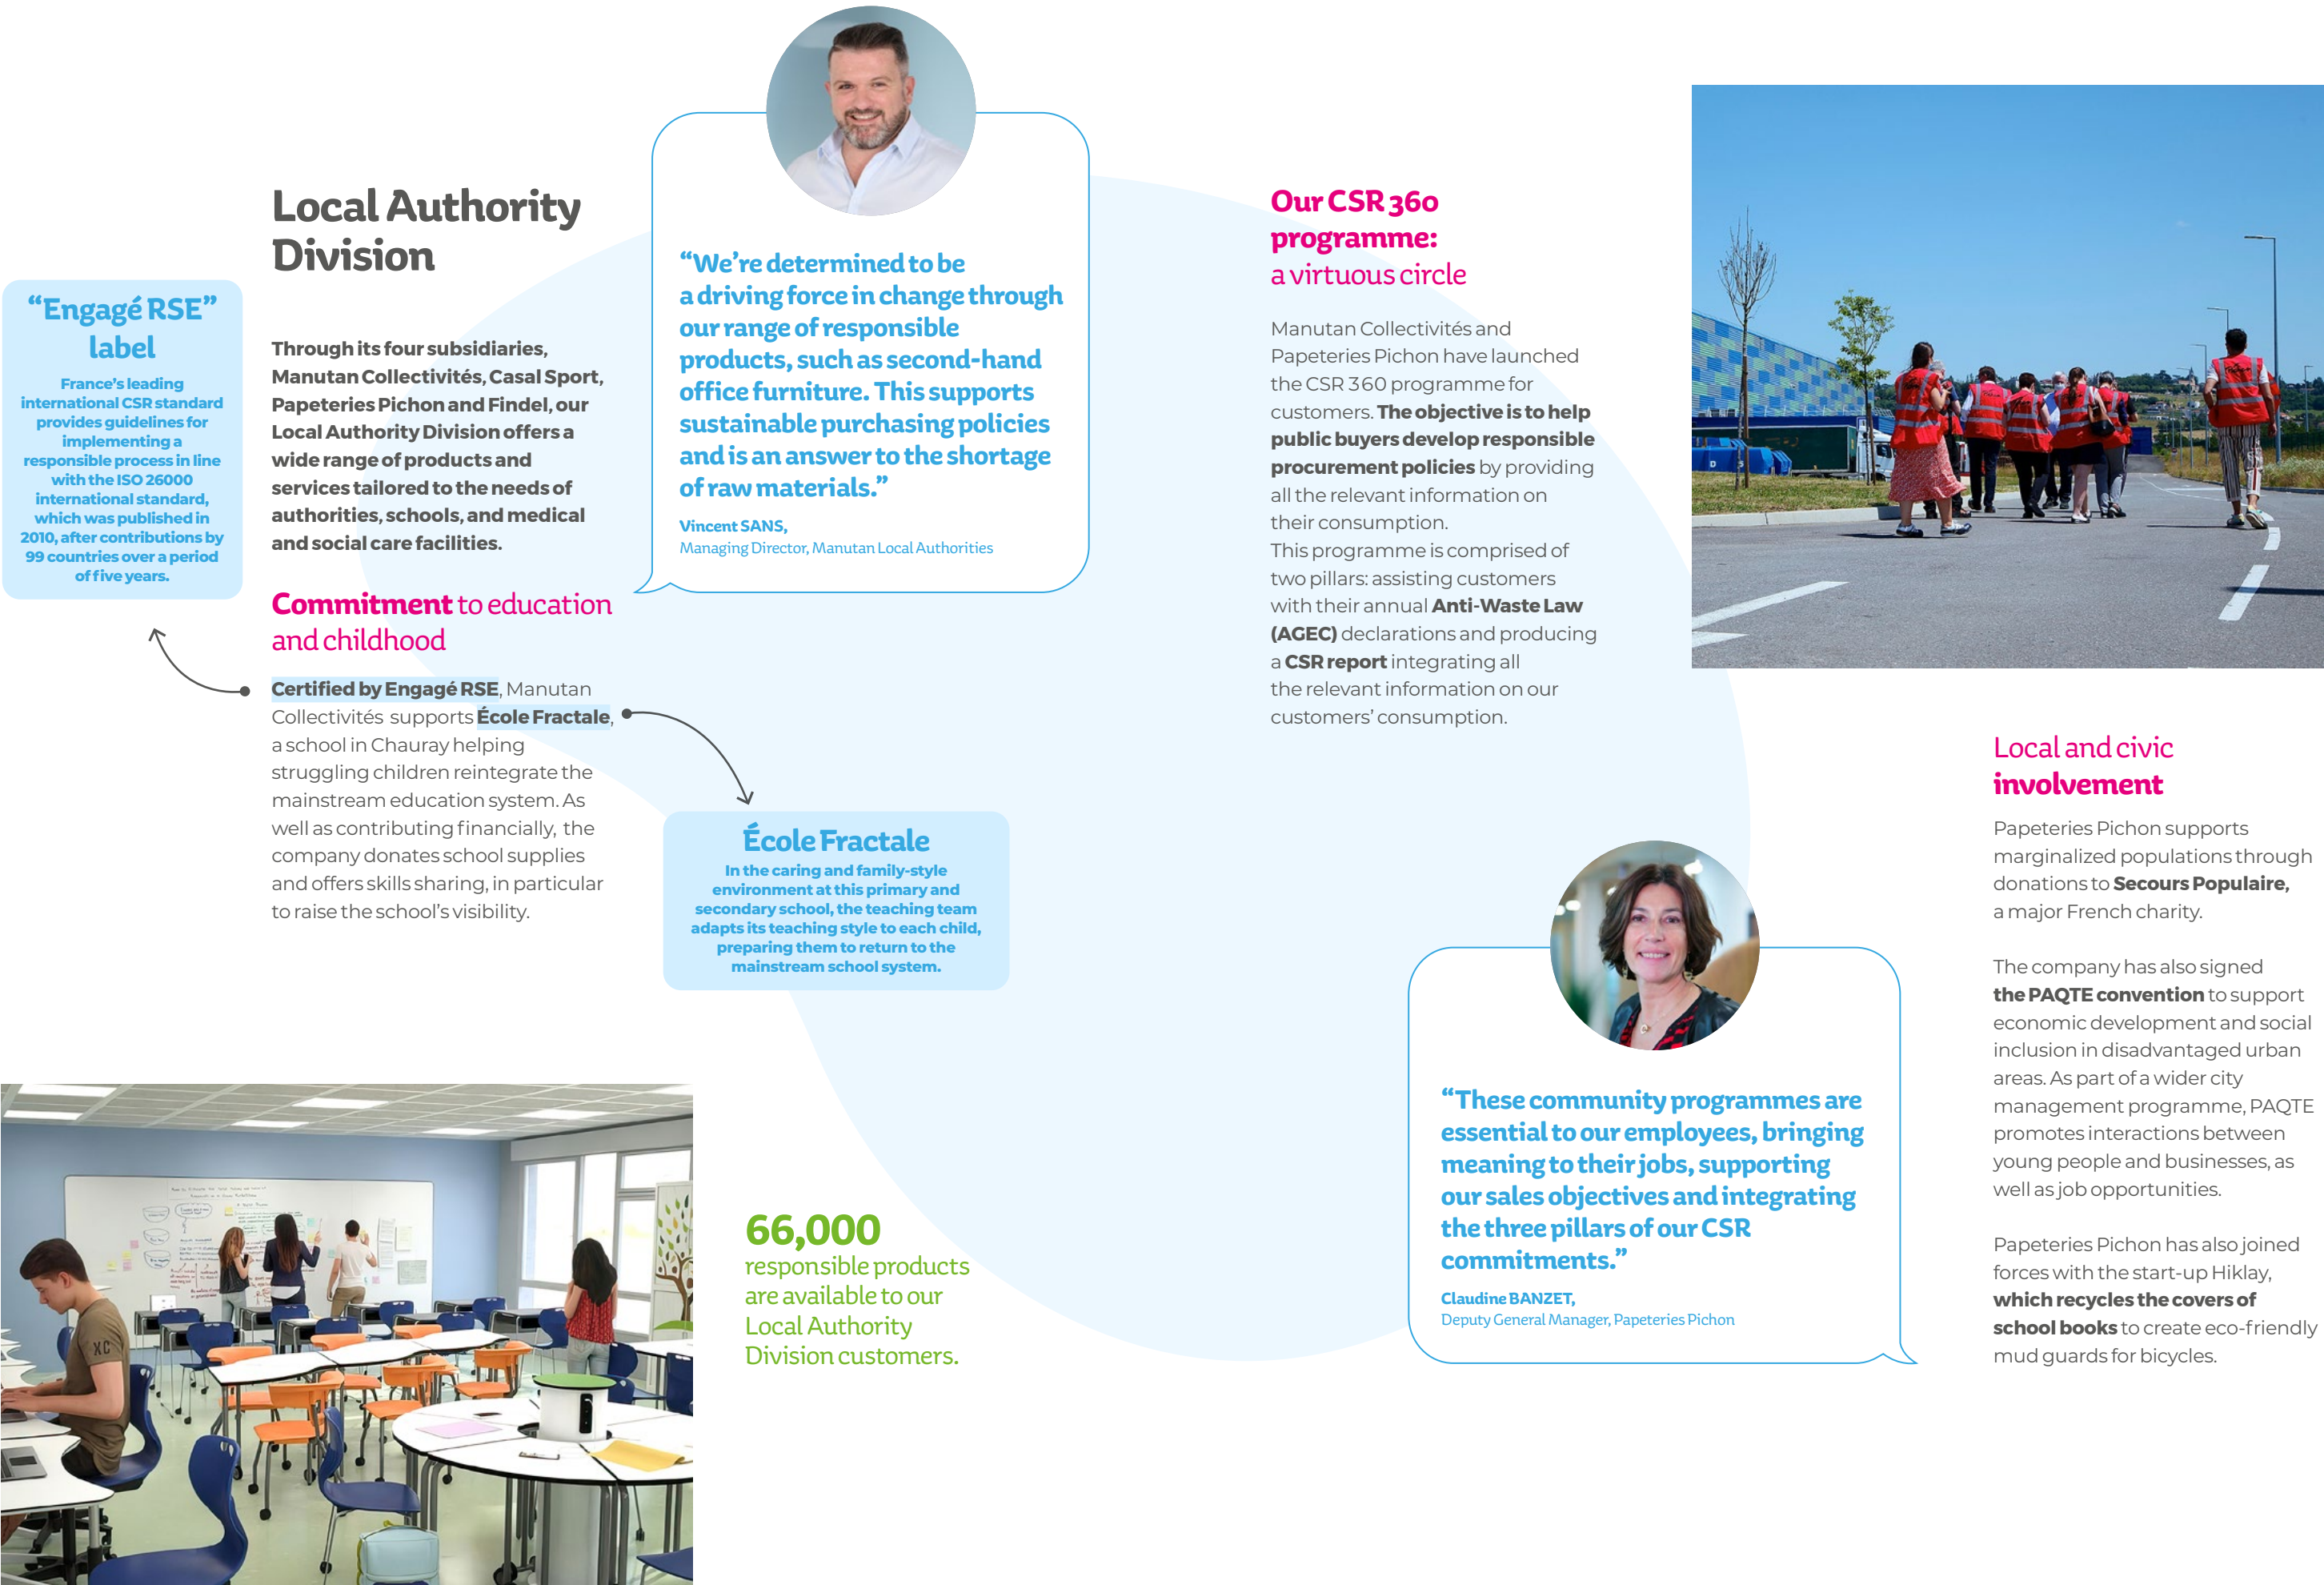 Local Authority
Division
“Engagé RSE”
label
France’s leading
international CSR standard
provides guidelines for
implementing a
responsible process in line
with the ISO 26000
international standard,
which was published in
2010, after contributions by
99 countries over a period
of five years.
Through its four subsidiaries,
Manutan Collectivités, Casal Sport,
Papeteries Pichon and Findel, our
Local Authority Division offers a
wide range of products and
services tailored to the needs of
authorities, schools, and medical
and social care facilities.
Commitment to education
and childhood
Certified by Engagé RSE, Manutan
Collectivités supports École Fractale,
a school in Chauray helping
struggling children reintegrate the
mainstream education system. As
well as contributing financially, the
company donates school supplies
and offers skills sharing, in particular
to raise the school’s visibility.
“We’re determined to be
a driving force in change through
our range of responsible
products, such as second-hand
office furniture. This supports
sustainable purchasing policies
and is an answer to the shortage
of raw materials.”
Vincent SANS,
Managing Director, Manutan Local Authorities
École Fractale
In the caring and family-style
environment at this primary and
secondary school, the teaching team
adapts its teaching style to each child,
preparing them to return to the
mainstream school system.
XC
66,000
responsible products
are available to our
Local Authority
Division customers.
Our CSR 360
programme:
a virtuous circle
Manutan Collectivités and
Papeteries Pichon have launched
the CSR 360 programme for
customers. The objective is to help
public buyers develop responsible
procurement policies by providing
all the relevant information on
their consumption.
This programme is comprised of
two pillars: assisting customers
with their annual Anti-Waste Law
(AGEC) declarations and producing
a CSR report integrating all
the relevant information on our
customers’ consumption.
“These community programmes are
essential to our employees, bringing
meaning to their jobs, supporting
our sales objectives and integrating
the three pillars of our CSR
commitments.”
Claudine BANZET,
Deputy General Manager, Papeteries Pichon
Local and civic
involvement
Papeteries Pichon supports
marginalized populations through
donations to Secours Populaire,
a major French charity.
The company has also signed
the PAQTE convention to support
economic development and social
inclusion in disadvantaged urban
areas. As part of a wider city
management programme, PAQTE
promotes interactions between
young people and businesses, as
well as job opportunities.
Papeteries Pichon has also joined
forces with the start-up Hiklay,
which recycles the covers of
school books to create eco-friendly
mud guards for bicycles.